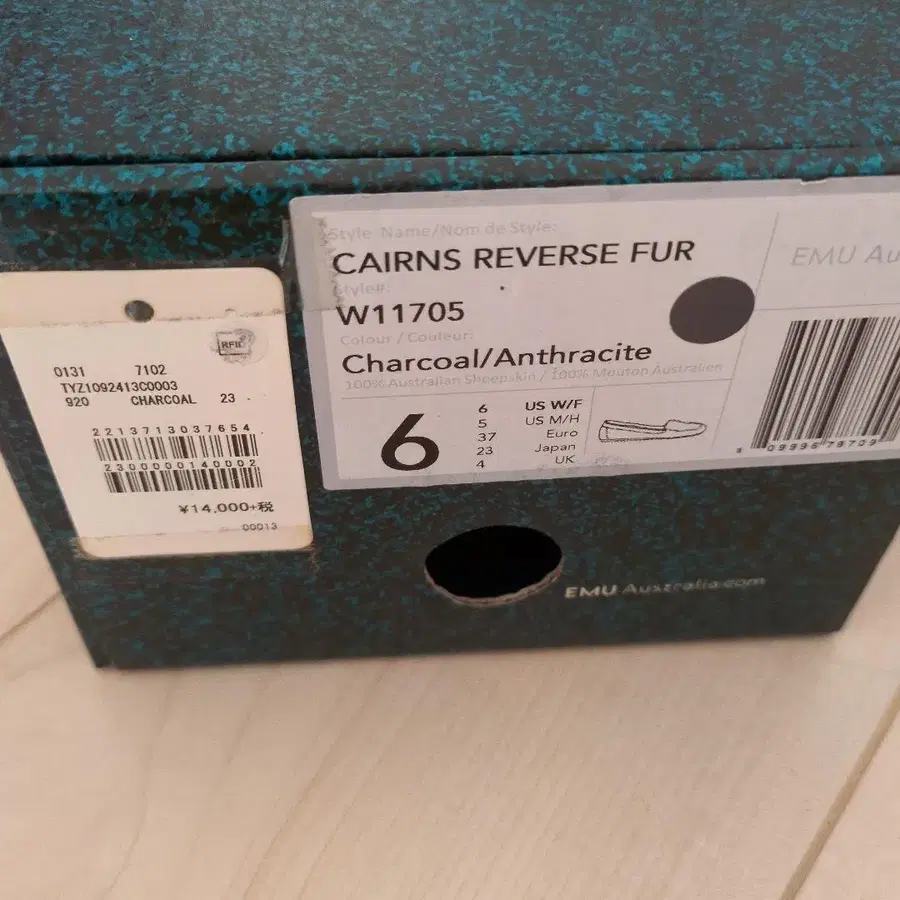 Style Name/Nom de Style:
CAIRNS REVERSE FUR
Style#:
W11705
Colour / Couleur:
Charcoal/Anthracite
100% Australian Sheepskin / 100% Mouton Australien
6
6 US W/F
5 US M/H
37 Euro
23 Japan
4 UK
EMU Au
RFID
0131 7102
TYZ1092413C0003
920 CHARCOAL 23
2213713037654
2300000140002
¥14,000+税
00013
EMU Australia.com